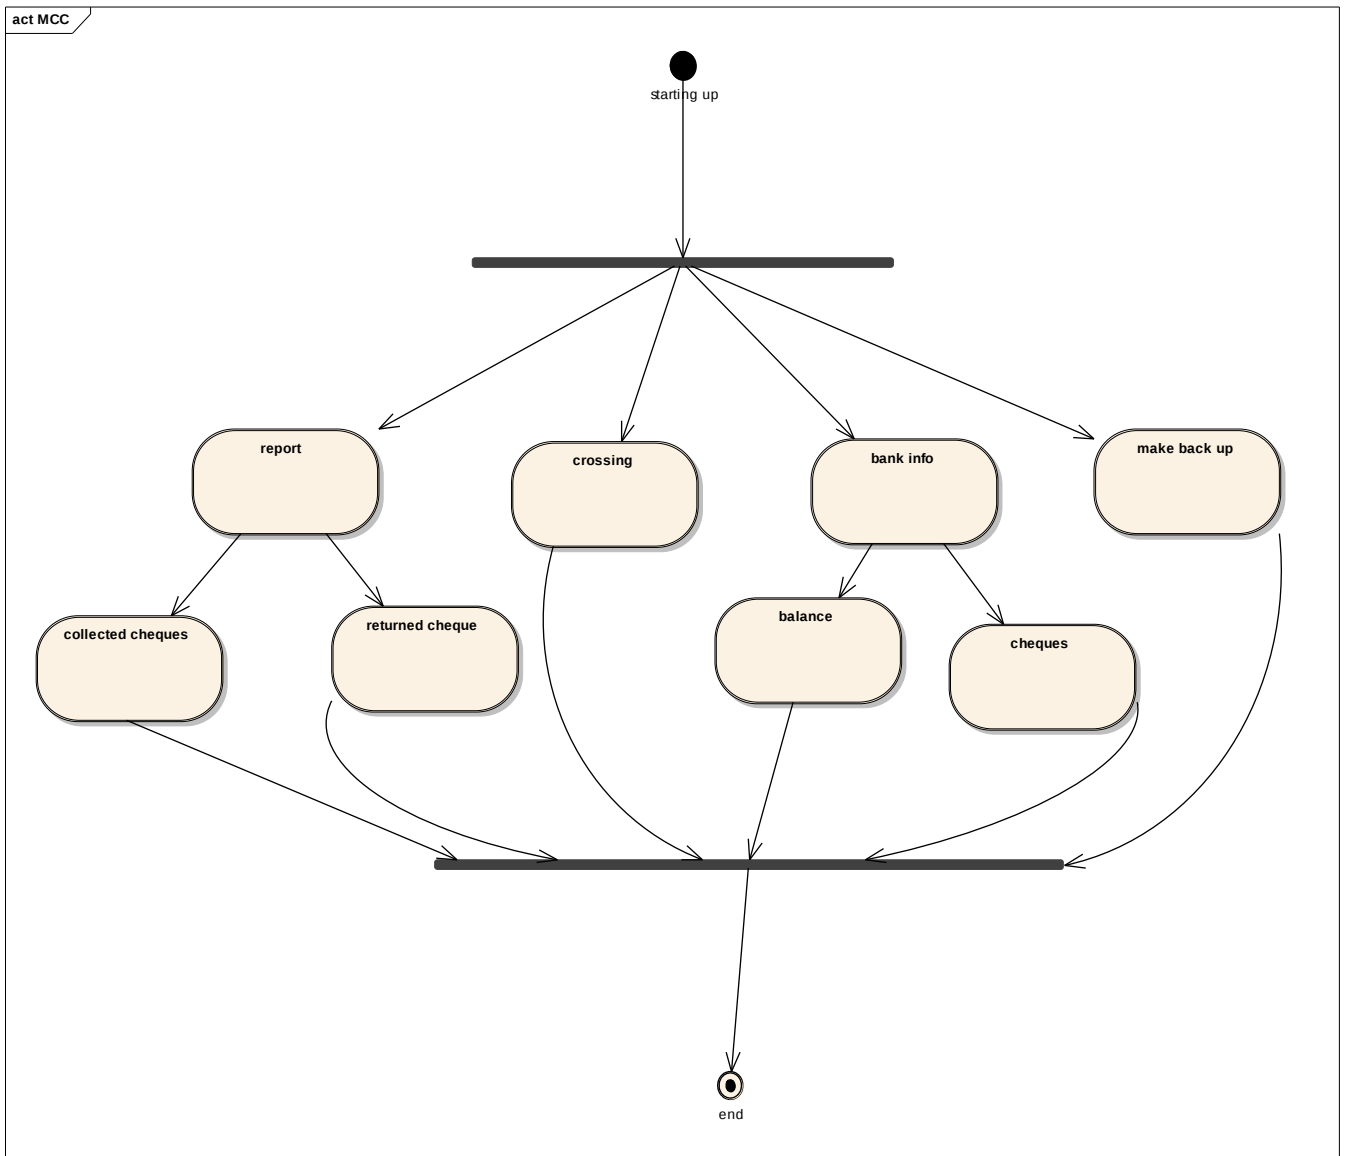 act MCC
starting up
report
crossing
bank info
make back up
collected cheques
returned cheque
balance
cheques
end